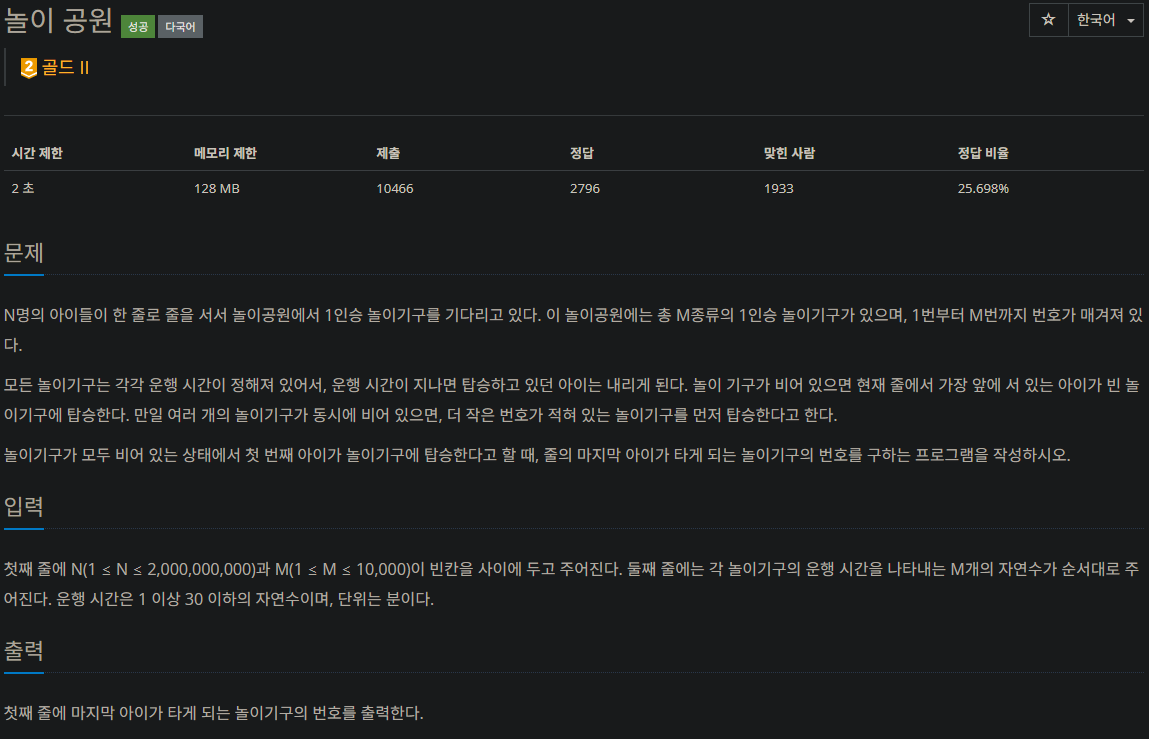 놀이 공원 성공 다국어
☆ 한국어
2 골드 II
시간 제한 메모리 제한 제출 정답 맞힌 사람 정답 비율
2 초 128 MB 10466 2796 1933 25.698%
문제
N명의 아이들이 한 줄로 줄을 서서 놀이공원에서 1인승 놀이기구를 기다리고 있다. 이 놀이공원에는 총 M종류의 1인승 놀이기구가 있으며, 1번부터 M번까지 번호가 매겨져 있
다.
모든 놀이기구는 각각 운행 시간이 정해져 있어서, 운행 시간이 지나면 탑승하고 있던 아이는 내리게 된다. 놀이 기구가 비어 있으면 현재 줄에서 가장 앞에 서 있는 아이가 빈 놀
이기구에 탑승한다. 만일 여러 개의 놀이기구가 동시에 비어 있으면, 더 작은 번호가 적혀 있는 놀이기구를 먼저 탑승한다고 한다.
놀이기구가 모두 비어 있는 상태에서 첫 번째 아이가 놀이기구에 탑승한다고 할 때, 줄의 마지막 아이가 타게 되는 놀이기구의 번호를 구하는 프로그램을 작성하시오.
입력
첫째 줄에 N(1 ≤ N ≤ 2,000,000,000)과 M(1 ≤ M ≤ 10,000)이 빈칸을 사이에 두고 주어진다. 둘째 줄에는 각 놀이기구의 운행 시간을 나타내는 M개의 자연수가 순서대로 주
어진다. 운행 시간은 1 이상 30 이하의 자연수이며, 단위는 분이다.
출력
첫째 줄에 마지막 아이가 타게 되는 놀이기구의 번호를 출력한다.